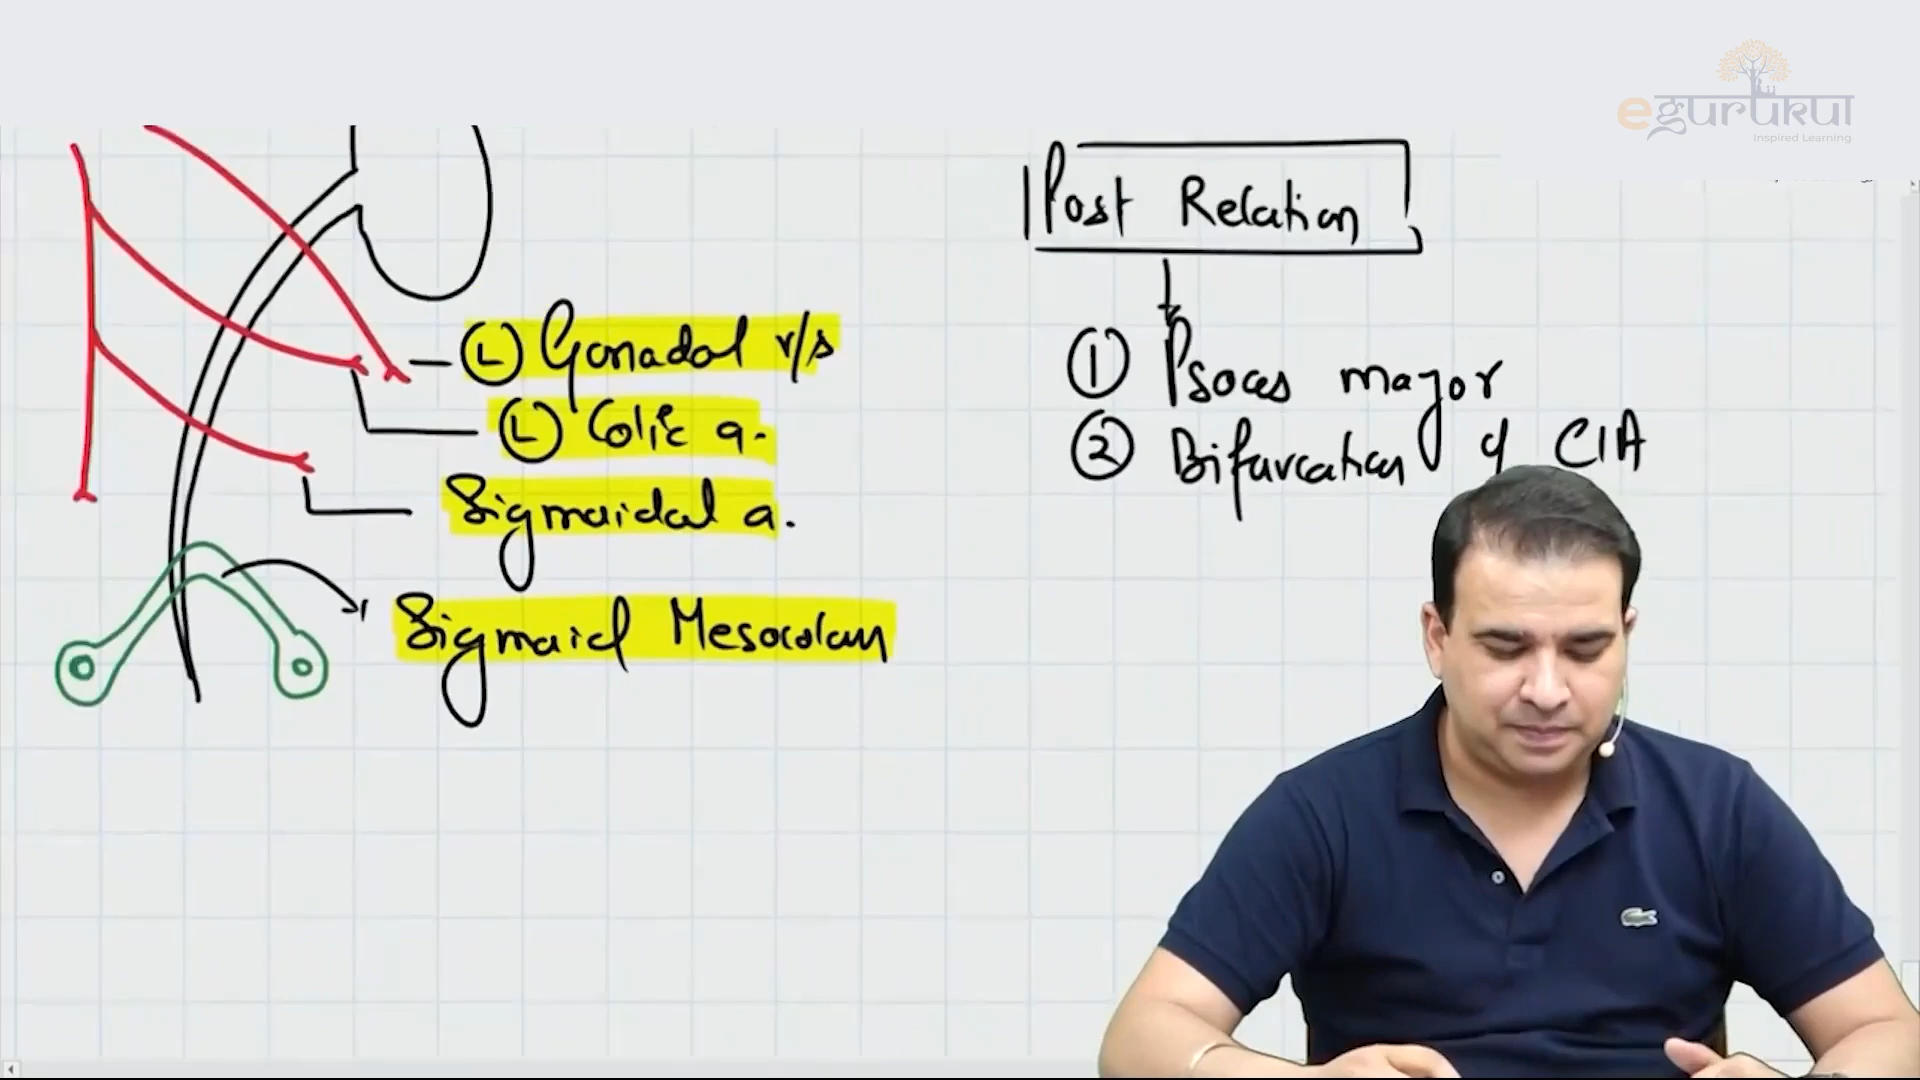 egurukul
Inspired Learning
Post Relation
① Psoas major
② Bifurcation of CIA
Ⓛ Gonadal v/s
Ⓛ Colic a.
Sigmoidal a.
Sigmoid Mesocolon